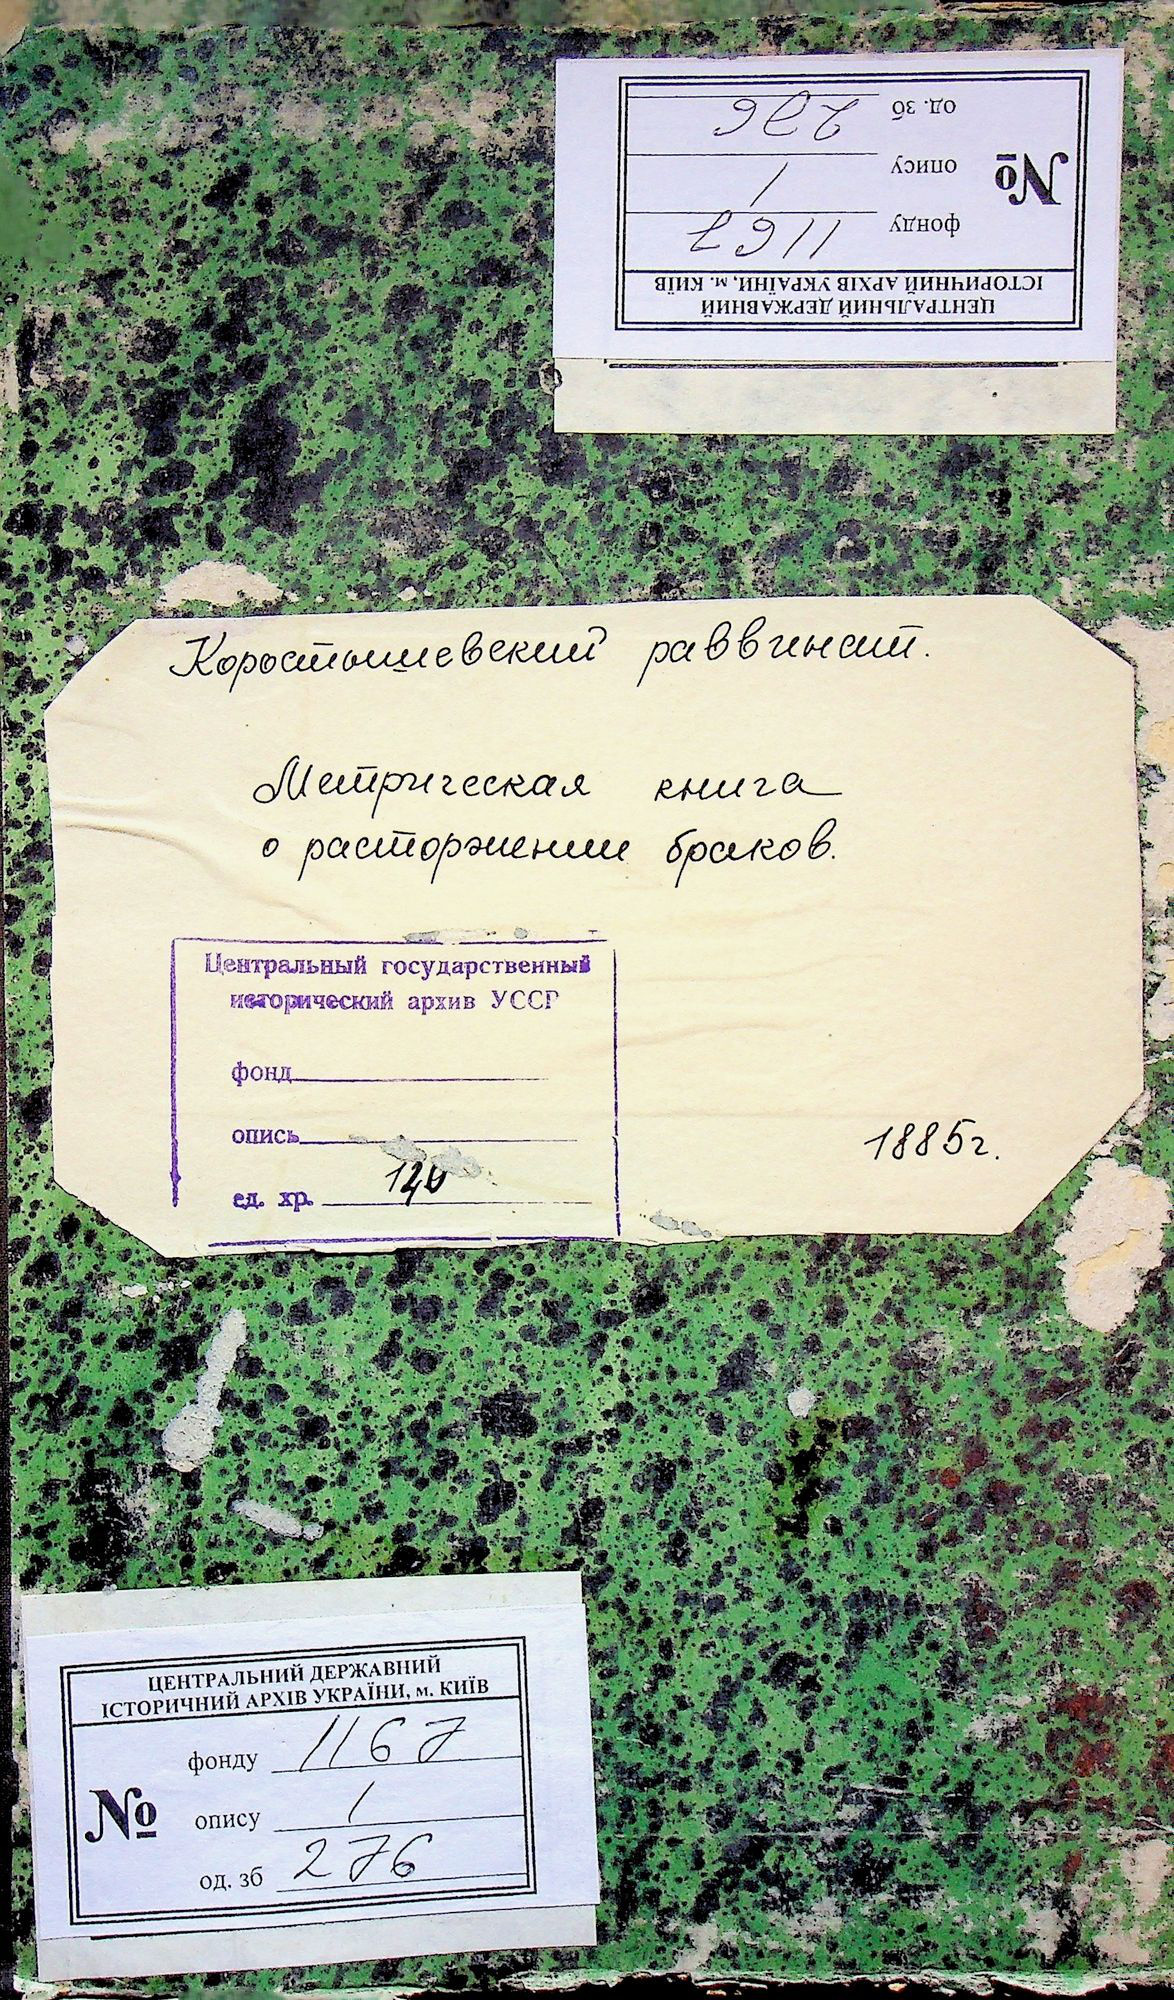 ЦЕНТРАЛЬНИЙ ДЕРЖАВНИЙ
ІСТОРИЧНИЙ АРХІВ УКРАЇНИ, м. КИЇВ
№
фонду 1167
опису 1
од. зб 276
Коростышевский раввинат.
Метрическая книга
о расторжении браков.
Центральный государственный
исторический архив УССР
фонд
опись
ед. хр.
1885г.
ЦЕНТРАЛЬНИЙ ДЕРЖАВНИЙ
ІСТОРИЧНИЙ АРХІВ УКРАЇНИ, м. КИЇВ
№
фонду 1167
опису 1
од. зб 276